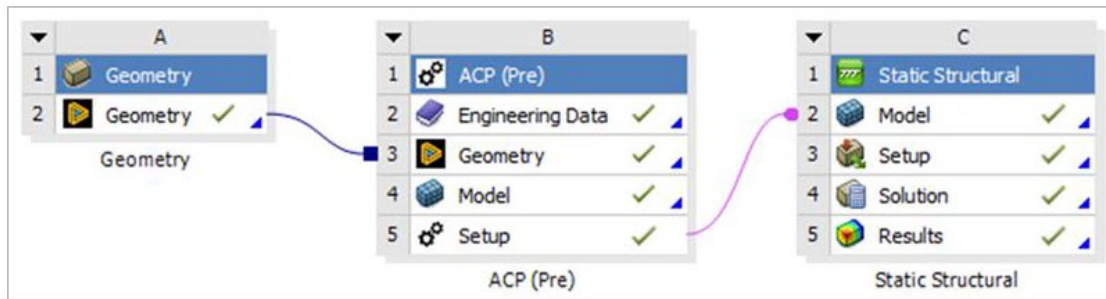 A
1 Geometry
2 Geometry
Geometry
B
1 ACP (Pre)
2 Engineering Data
3 Geometry
4 Model
5 Setup
ACP (Pre)
C
1 Static Structural
2 Model
3 Setup
4 Solution
5 Results
Static Structural